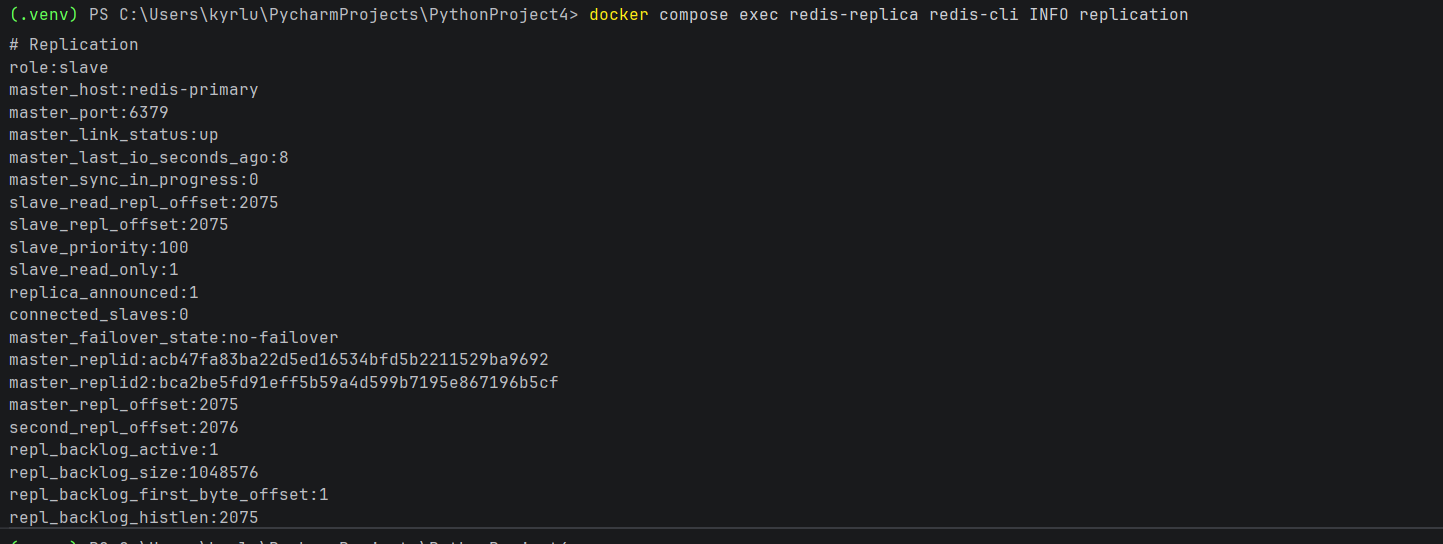 (.venv) PS C:\Users\kyrlu\PycharmProjects\PythonProject4> docker compose exec redis-replica redis-cli INFO replication
# Replication
role:slave
master_host:redis-primary
master_port:6379
master_link_status:up
master_last_io_seconds_ago:8
master_sync_in_progress:0
slave_read_repl_offset:2075
slave_repl_offset:2075
slave_priority:100
slave_read_only:1
replica_announced:1
connected_slaves:0
master_failover_state:no-failover
master_replid:acb47fa83ba22d5ed16534bfd5b2211529ba9692
master_replid2:bca2be5fd91eff5b59a4d599b7195e867196b5cf
master_repl_offset:2075
second_repl_offset:2076
repl_backlog_active:1
repl_backlog_size:1048576
repl_backlog_first_byte_offset:1
repl_backlog_histlen:2075